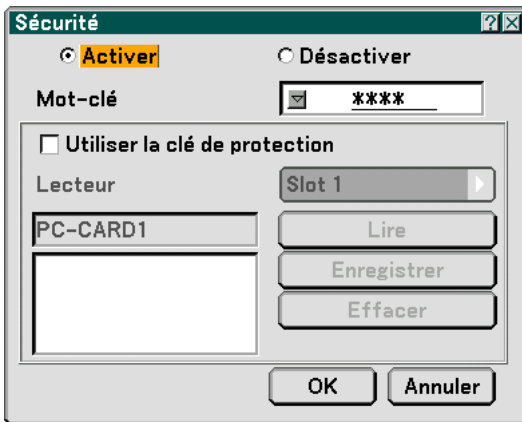 Sécurité
Activer Désactiver
Mot-clé ****
Utiliser la clé de protection
Lecteur Slot 1
PC-CARD1 Lire
Enregistrer
Effacer
OK Annuler